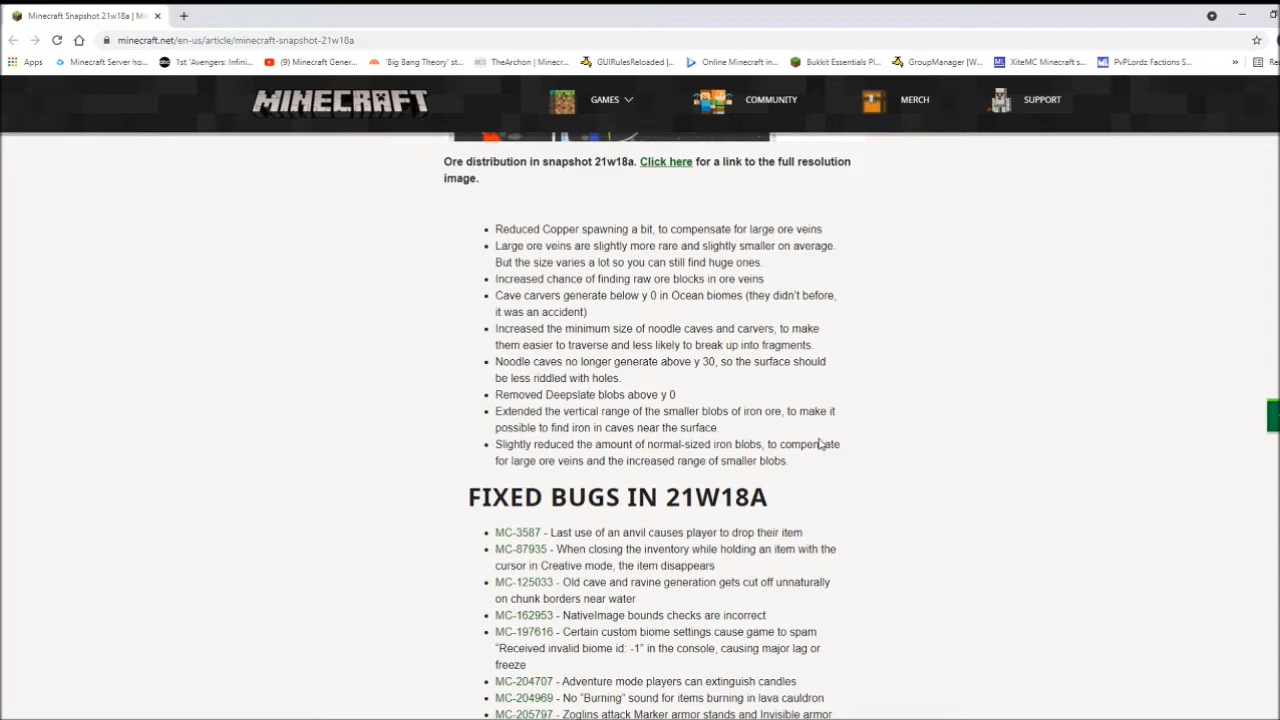 Minecraft Snapshot 21w18a | Mi
minecraft.net/en-us/article/minecraft-snapshot-21w18a
Apps Minecraft Server ho... 1st 'Avengers: Infini... (9) Minecraft Gener... 'Big Bang Theory' st... TheArchon | Minecr... GUIRulesReloaded |... Online Minecraft in... Bukkit Essentials Pl... GroupManager [W... XiteMC Minecraft s... PvPLordz Factions S... »
MINECRAFT GAMES COMMUNITY MERCH SUPPORT
Ore distribution in snapshot 21w18a. Click here for a link to the full resolution
image.
• Reduced Copper spawning a bit, to compensate for large ore veins
• Large ore veins are slightly more rare and slightly smaller on average.
But the size varies a lot so you can still find huge ones.
• Increased chance of finding raw ore blocks in ore veins
• Cave carvers generate below y 0 in Ocean biomes (they didn't before,
it was an accident)
• Increased the minimum size of noodle caves and carvers, to make
them easier to traverse and less likely to break up into fragments.
• Noodle caves no longer generate above y 30, so the surface should
be less riddled with holes.
• Removed Deepslate blobs above y 0
• Extended the vertical range of the smaller blobs of iron ore, to make it
possible to find iron in caves near the surface.
• Slightly reduced the amount of normal-sized iron blobs, to compensate
for large ore veins and the increased range of smaller blobs.
FIXED BUGS IN 21W18A
• MC-3587 - Last use of an anvil causes player to drop their item
• MC-87935 - When closing the inventory while holding an item with the
cursor in Creative mode, the item disappears
• MC-125033 - Old cave and ravine generation gets cut off unnaturally
on chunk borders near water
• MC-162953 - NativeImage bounds checks are incorrect
• MC-197616 - Certain custom biome settings cause game to spam
"Received invalid biome id: -1" in the console, causing major lag or
freeze
• MC-204707 - Adventure mode players can extinguish candles
• MC-204969 - No "Burning" sound for items burning in lava cauldron
• MC-205797 - Zoglins attack Marker armor stands and Invisible armor